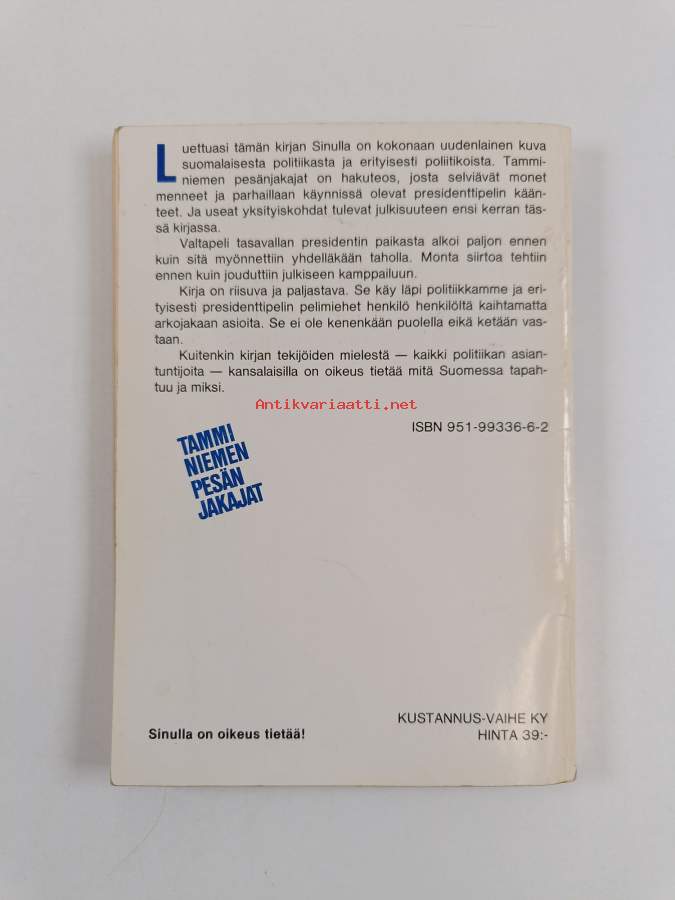 Luettuasi tämän kirjan Sinulla on kokonaan uudenlainen kuva
suomalaisesta politiikasta ja erityisesti poliitikoista. Tammi-
niemen pesänjakajat on hakuteos, josta selviävät monet
menneet ja parhaillaan käynnissä olevat presidenttipelin kään-
teet. Ja useat yksityiskohdat tulevat julkisuuteen ensi kerran täs-
sä kirjassa.
Valtapeli tasavallan presidentin paikasta alkoi paljon ennen
kuin sitä myönnettiin yhdelläkään taholla. Monta siirtoa tehtiin
ennen kuin jouduttiin julkiseen kamppailuun.
Kirja on riisuva ja paljastava. Se käy läpi politiikkamme ja eri-
tyisesti presidenttipelin pelimiehet henkilö henkilöltä kaihtamatta
arkojakaan asioita. Se ei ole kenenkään puolella eikä ketään vas-
taan.
Kuitenkin kirjan tekijöiden mielestä — kaikki politiikan asian-
tuntijoita — kansalaisilla on oikeus tietää mitä Suomessa tapah-
tuu ja miksi.
Antikvariaatti.net
ISBN 951-99336-6-2
TAMMI
NIEMEN
PESÄN
JAKAJAT
KUSTANNUS-VAIHE KY
Sinulla on oikeus tietää!
HINTA 39:-